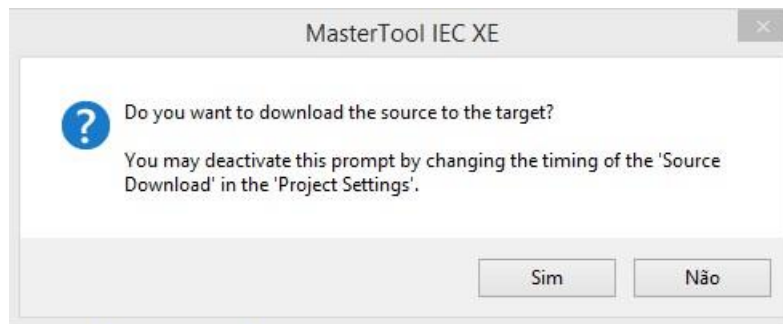 MasterTool IEC XE
Do you want to download the source to the target?
You may deactivate this prompt by changing the timing of the 'Source
Download' in the 'Project Settings'.
Sim
Não